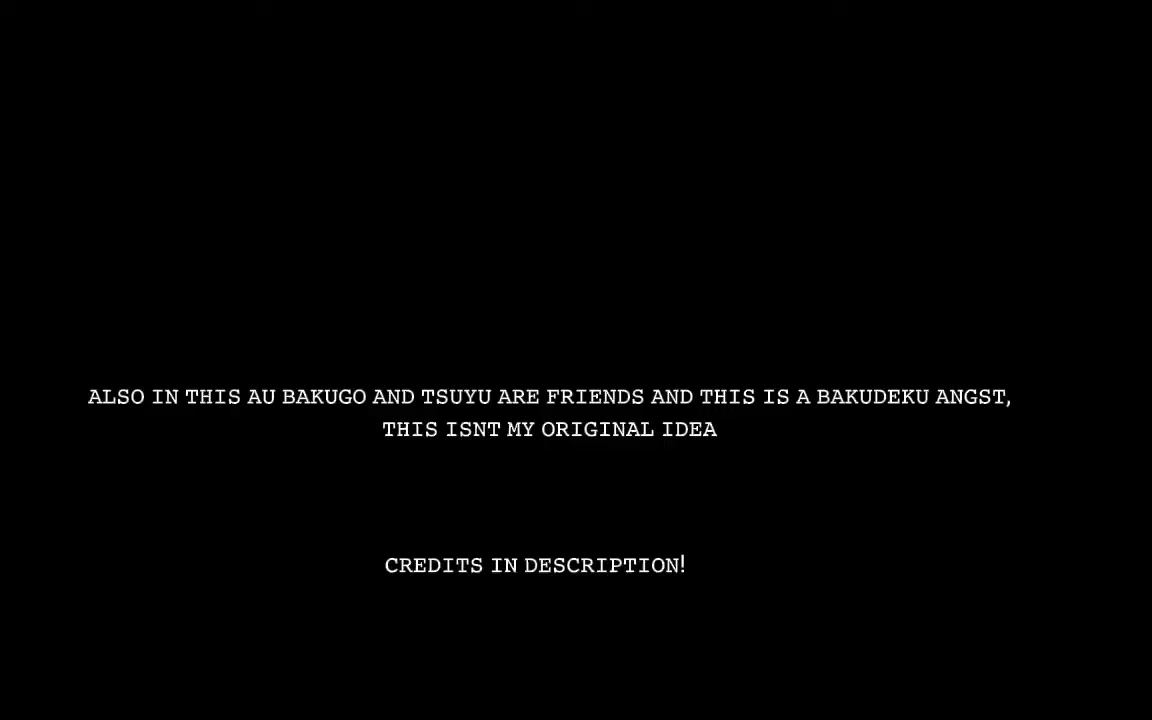 ALSO IN THIS AU BAKUGO AND TSUYU ARE FRIENDS AND THIS IS A BAKUDEKU ANGST,
THIS ISNT MY ORIGINAL IDEA
CREDITS IN DESCRIPTION!